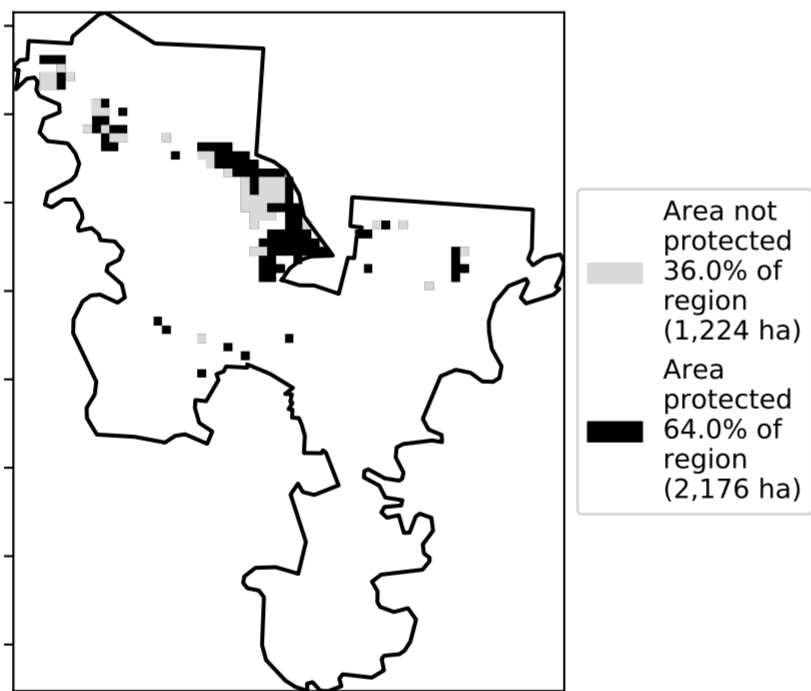 Area not
protected
36.0% of
region
(1,224 ha)
Area
protected
64.0% of
region
(2,176 ha)